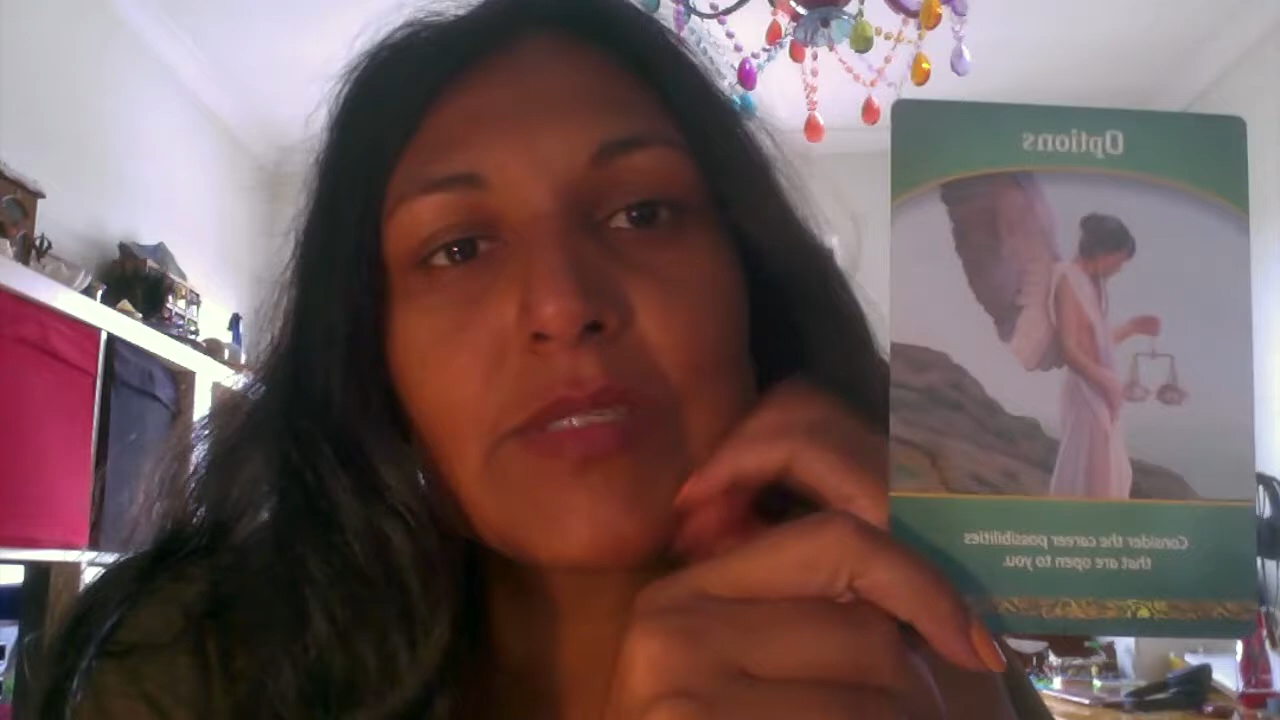 Options
Consider the career possibilities
that are open to you.